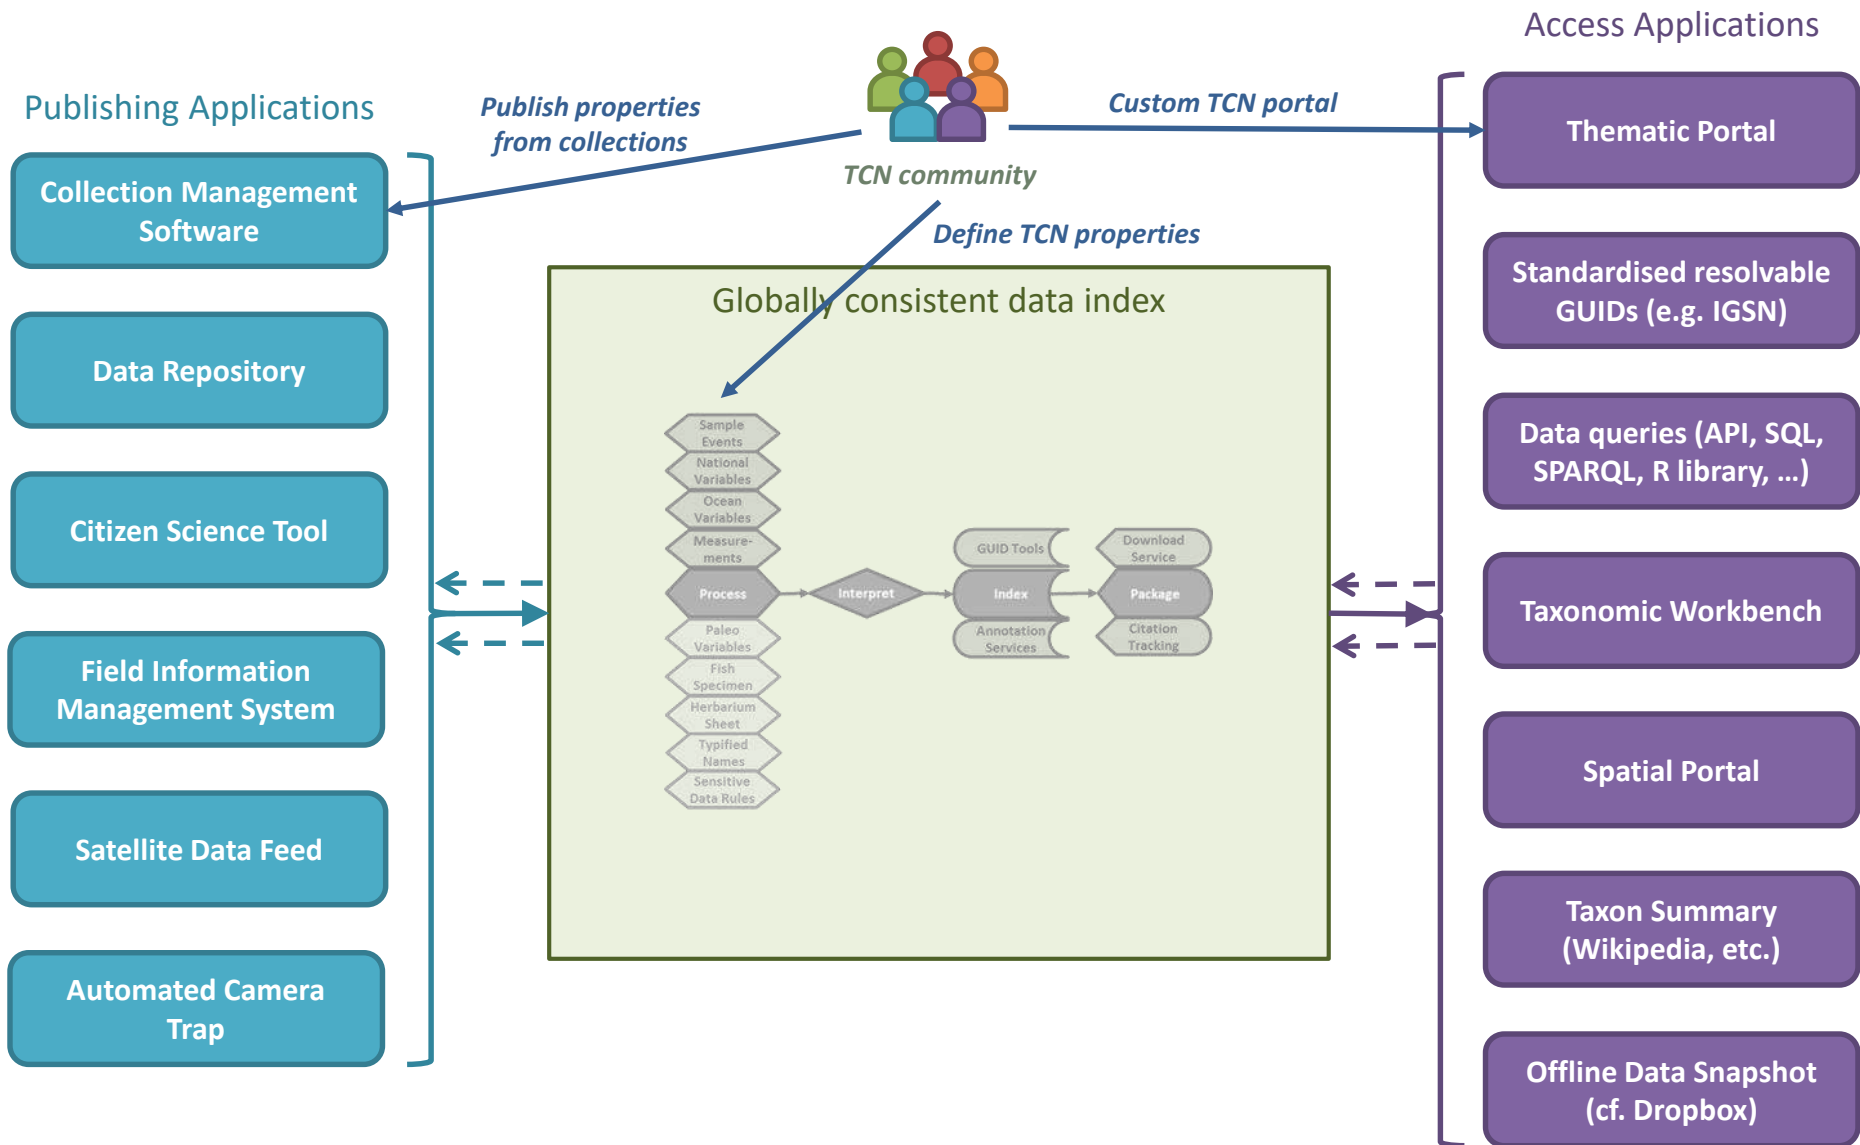 Access Applications
Publishing Applications
Publish properties
from collections
Custom TCN portal
TCN community
Define TCN properties
Collection Management
Software
Data Repository
Citizen Science Tool
Field Information
Management System
Satellite Data Feed
Automated Camera
Trap
Globally consistent data index
Sample
Events
National
Variables
Ocean
Variables
Measure-
ments
Process
Paleo
Variables
Fish
Specimen
Herbarium
Sheet
Typified
Names
Sensitive
Data Rules
Interpret
GUID Tools
Index
Annotation
Services
Download
Service
Package
Citation
Tracking
Thematic Portal
Standardised resolvable
GUIDs (e.g. IGSN)
Data queries (API, SQL,
SPARQL, R library, ...)
Taxonomic Workbench
Spatial Portal
Taxon Summary
(Wikipedia, etc.)
Offline Data Snapshot
(cf. Dropbox)